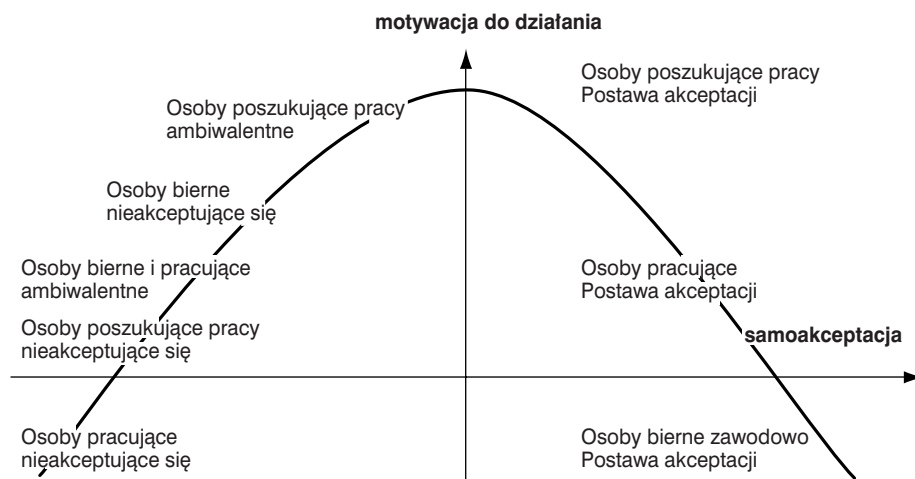 motywacja do działania
Osoby poszukujące pracy
Postawa akceptacji
Osoby poszukujące pracy
ambiwalentne
Osoby bierne
nieakceptujące się
Osoby bierne i pracujące
ambiwalentne
Osoby pracujące
Postawa akceptacji
Osoby poszukujące pracy
nieakceptujące się
samoakceptacja
Osoby pracujące
nieakceptujące się
Osoby bierne zawodowo
Postawa akceptacji